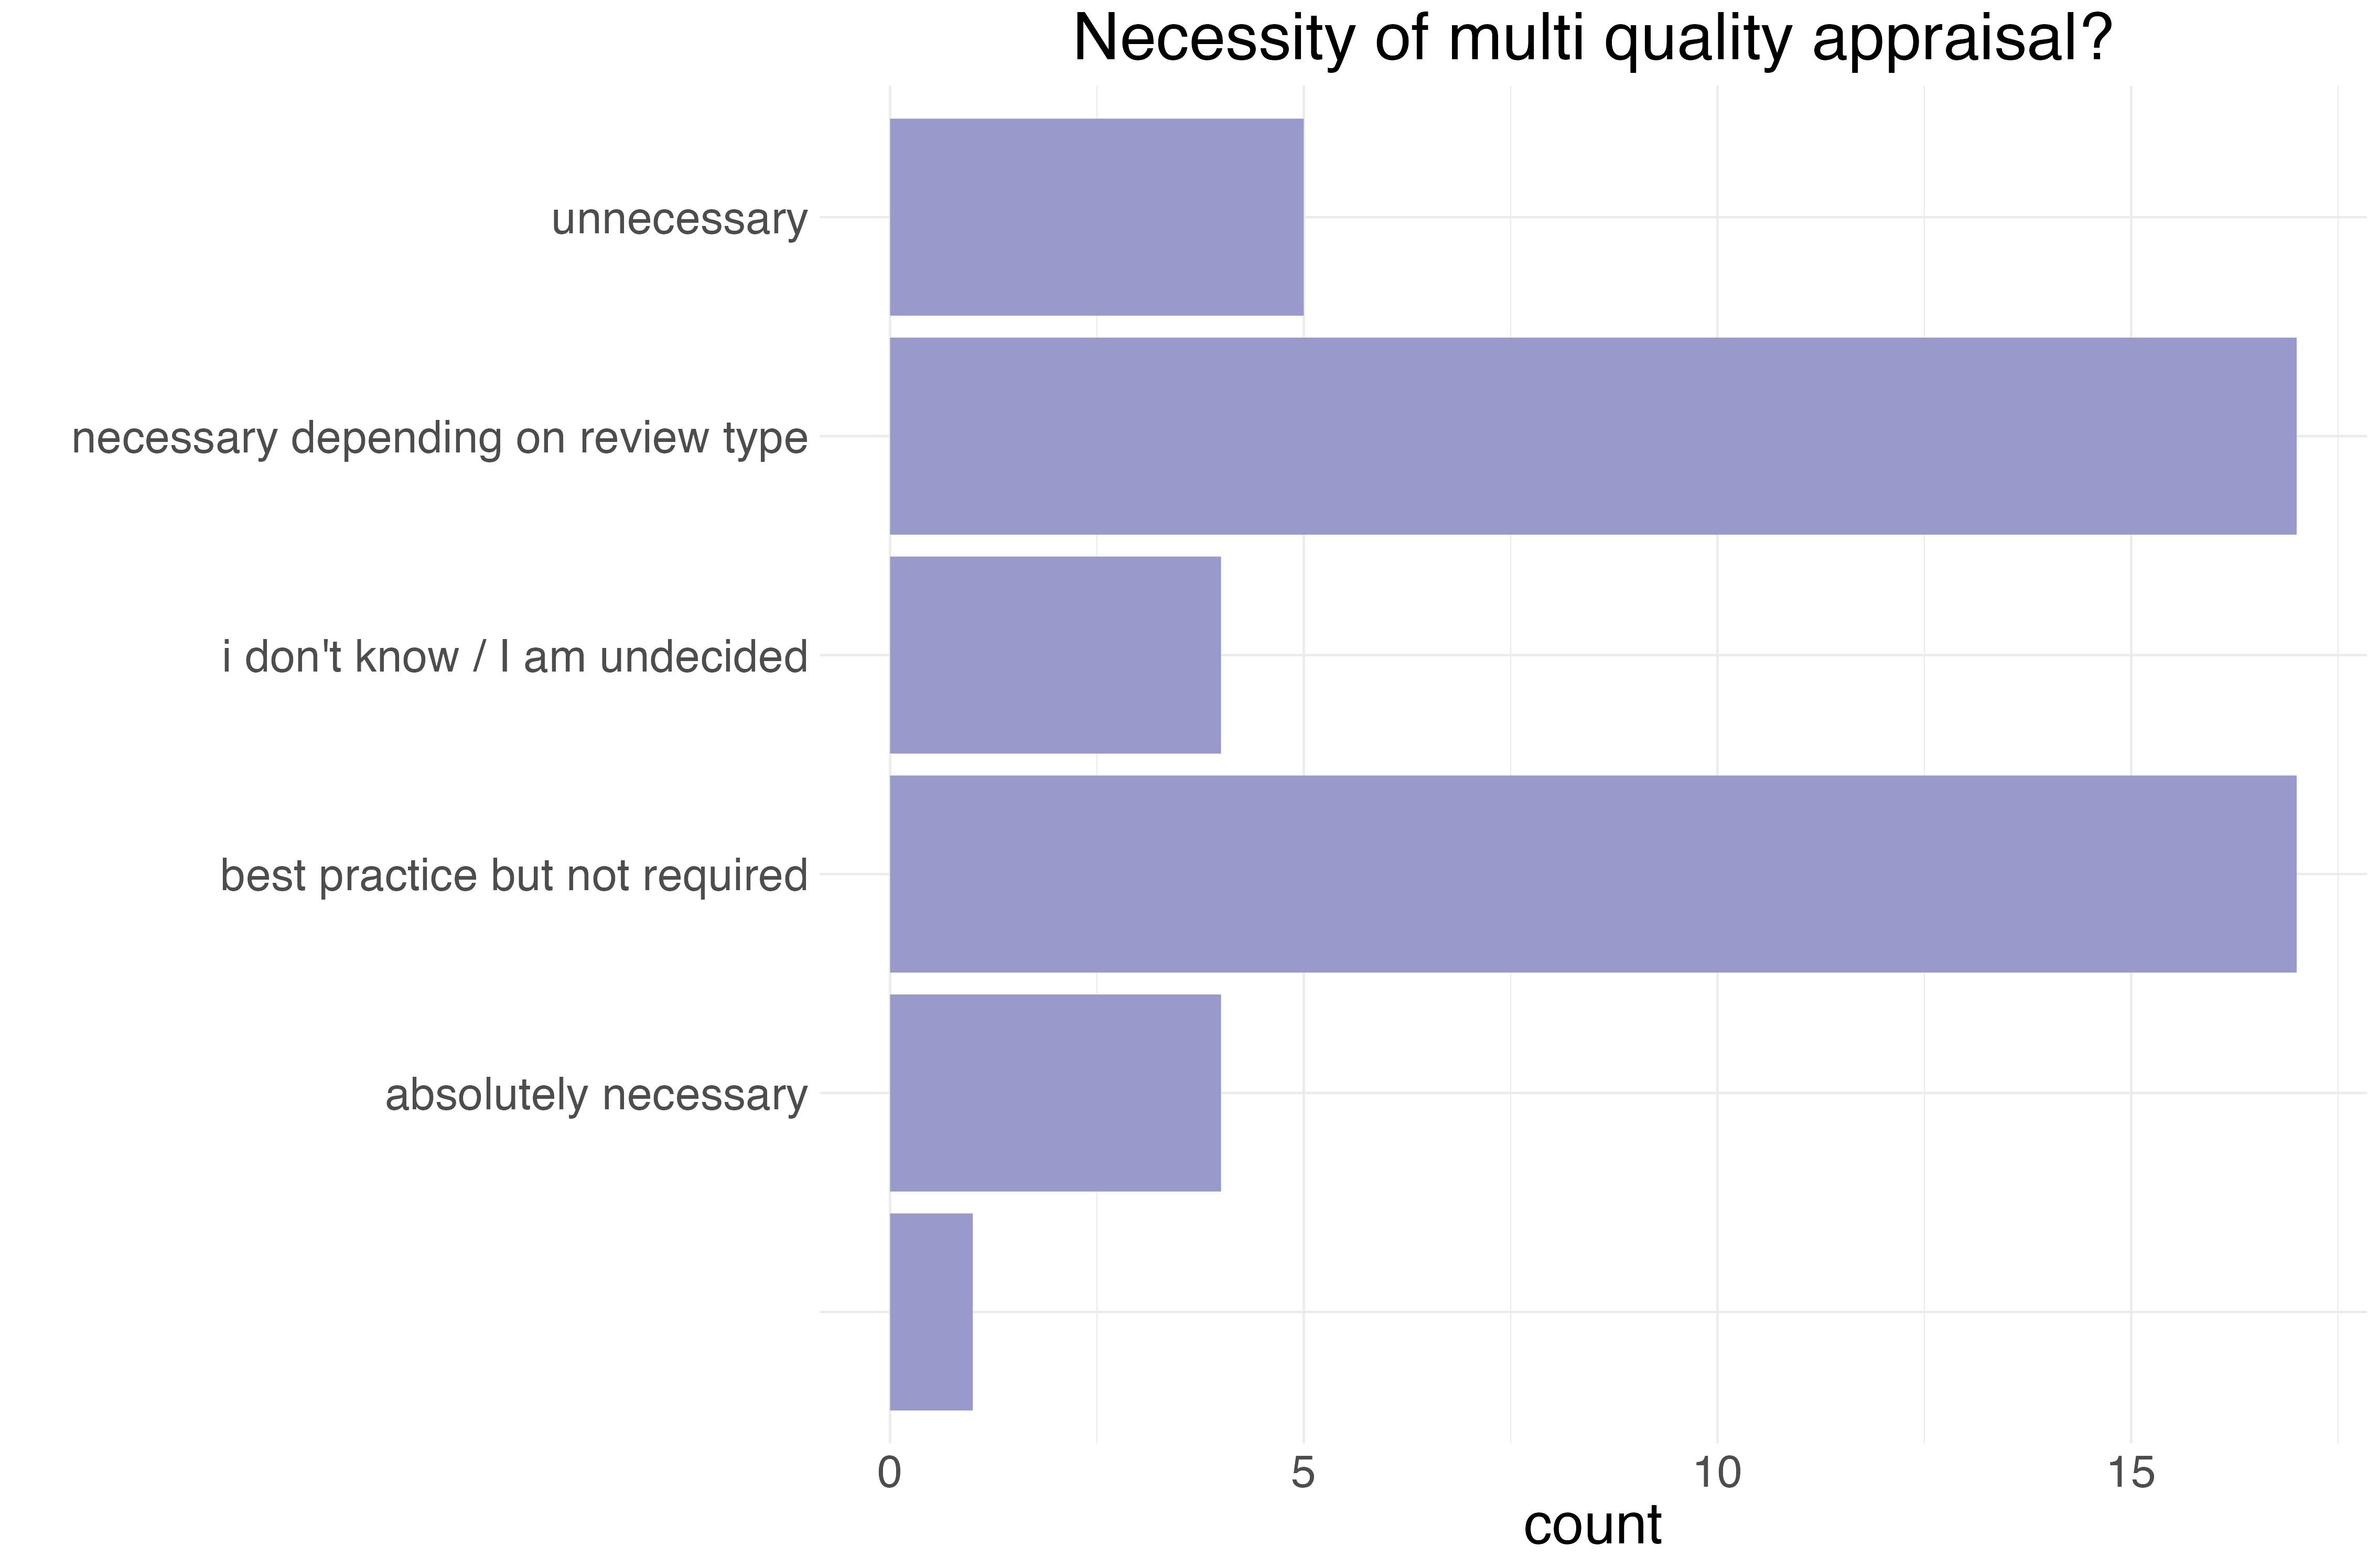 Necessity of multi quality appraisal?
unnecessary
necessary depending on review type
i don't know / I am undecided
best practice but not required
absolutely necessary
0 5 10 15
count